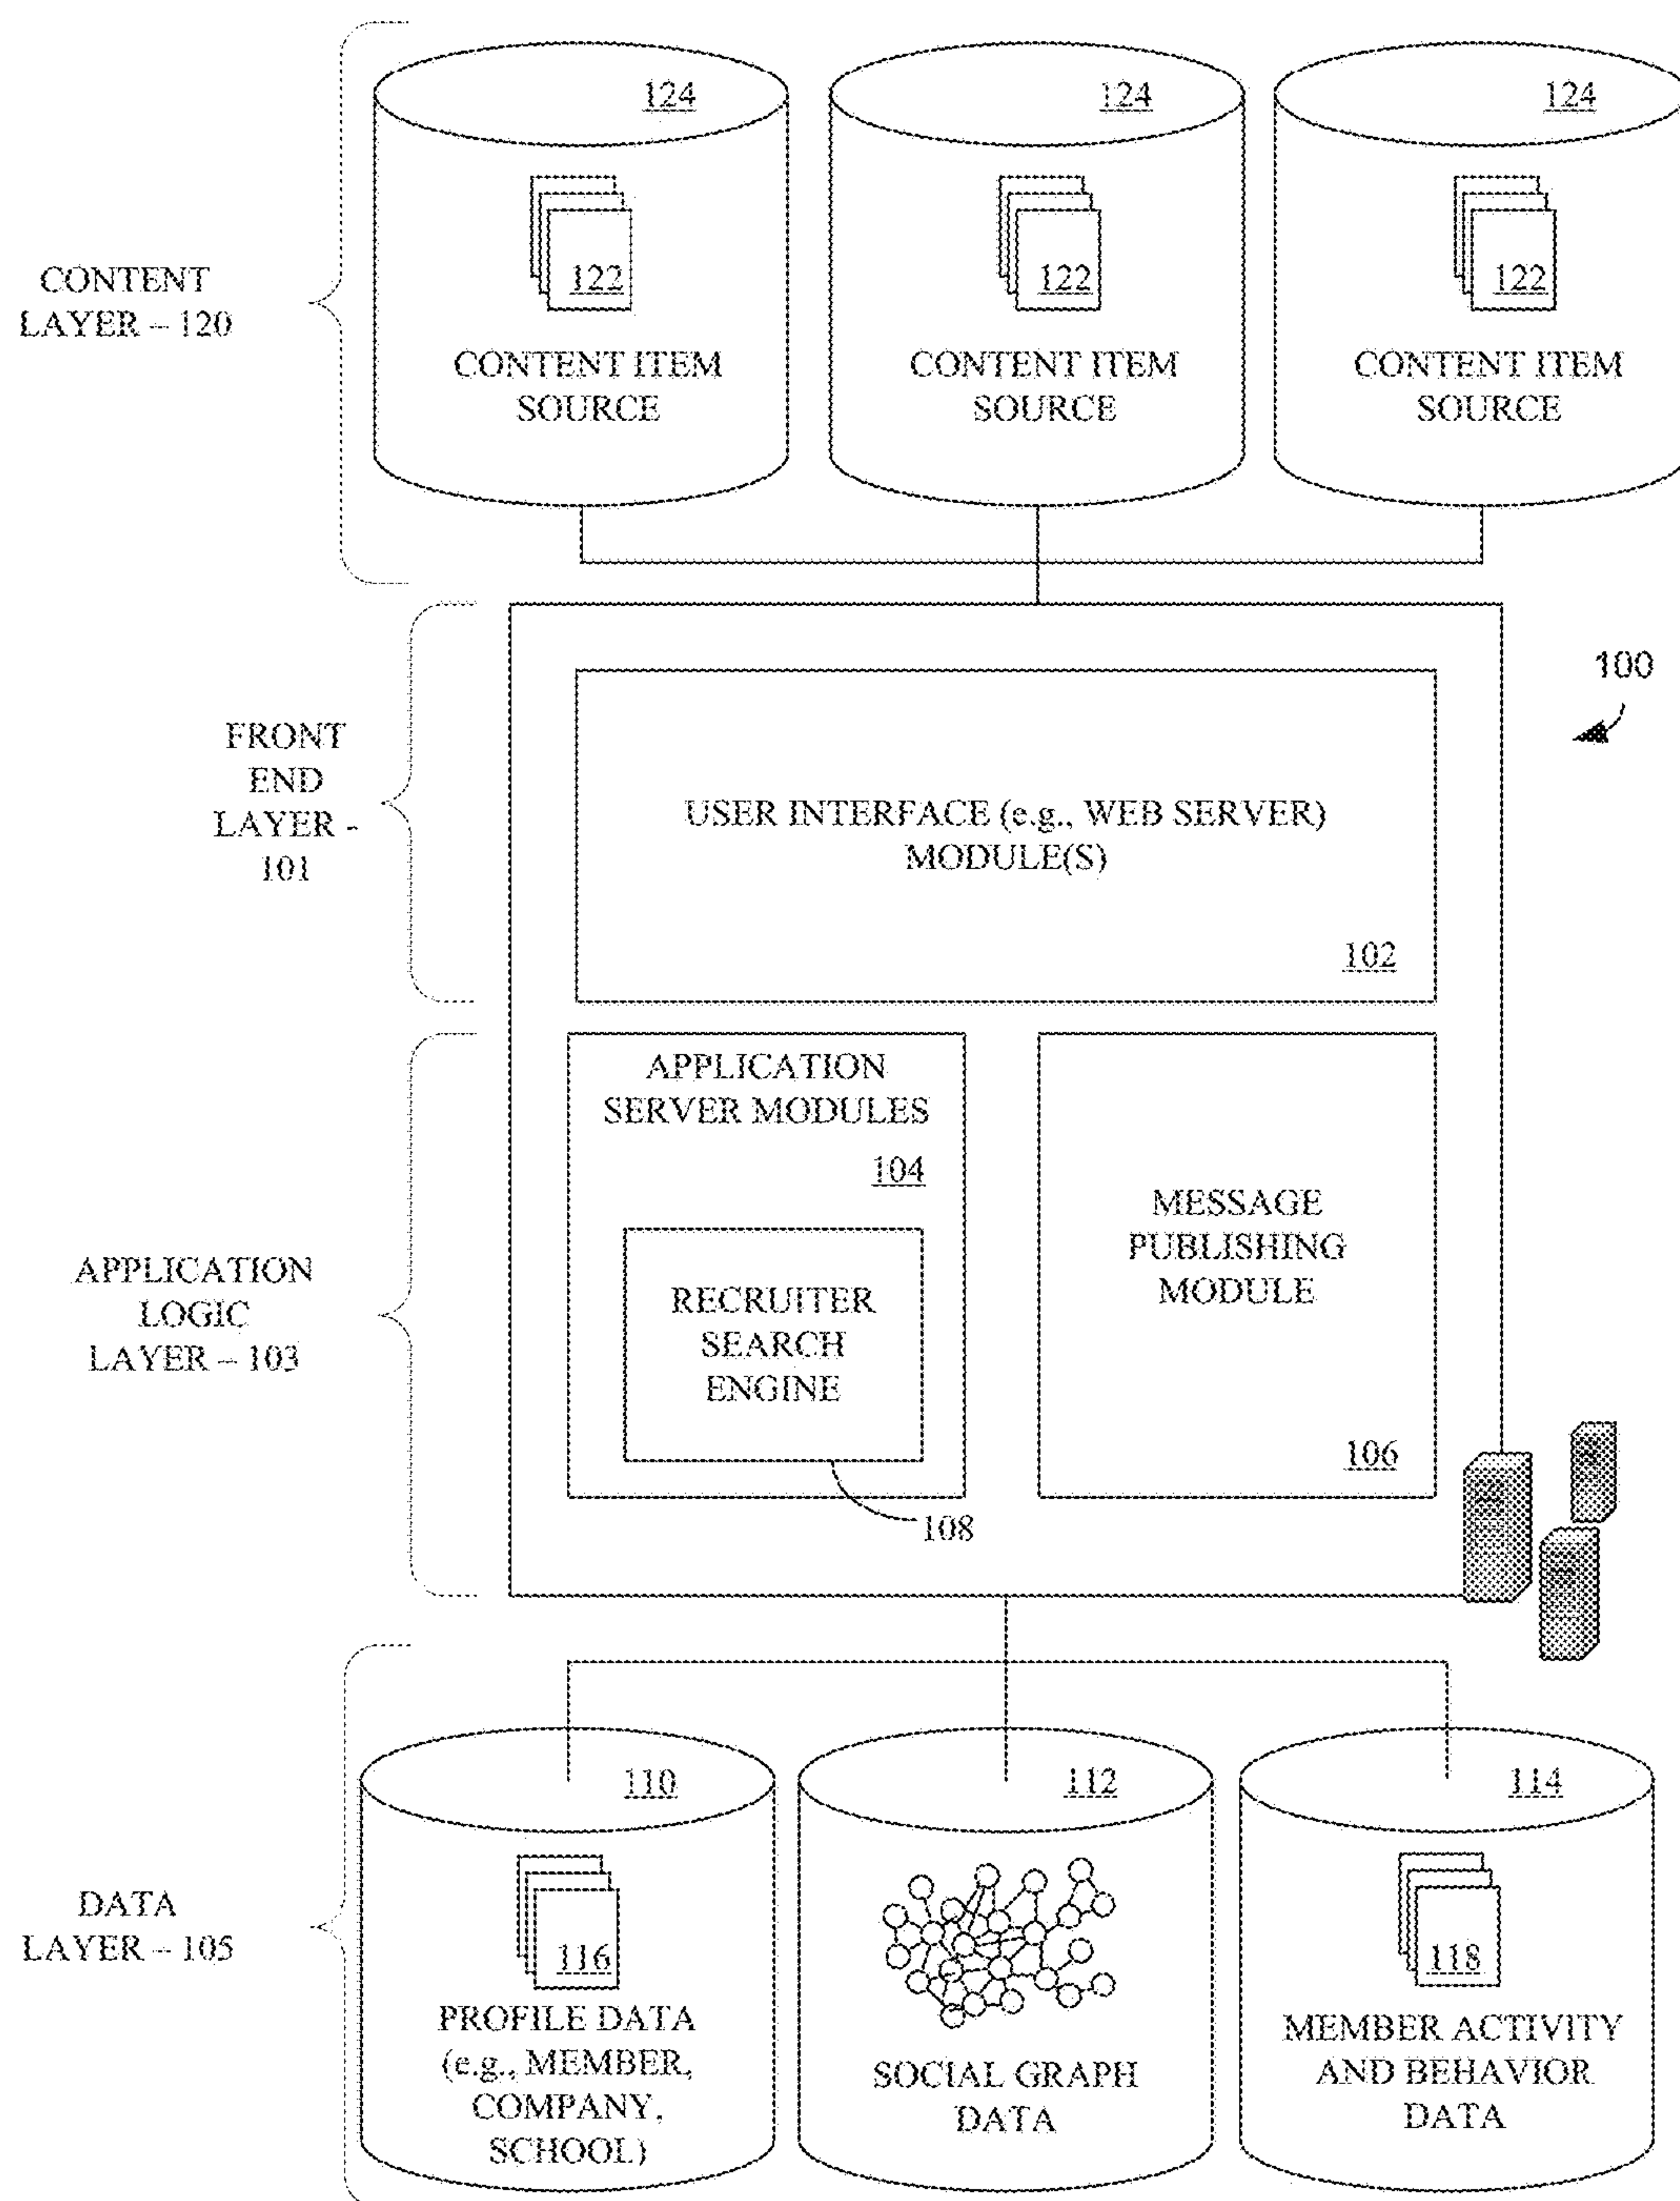 124
124
124
122
122
122
CONTENT
LAYER – 120
CONTENT ITEM
SOURCE
CONTENT ITEM
SOURCE
CONTENT ITEM
SOURCE
100
FRONT
END
LAYER -
101
USER INTERFACE (e.g., WEB SERVER)
MODULE(S)
102
APPLICATION
SERVER MODULES
104
MESSAGE
PUBLISHING
MODULE
APPLICATION
LOGIC
LAYER – 103
RECRUITER
SEARCH
ENGINE
106
108
110
112
114
DATA
LAYER – 105
116
118
PROFILE DATA
(e.g., MEMBER,
COMPANY,
SCHOOL)
SOCIAL GRAPH
DATA
MEMBER ACTIVITY
AND BEHAVIOR
DATA